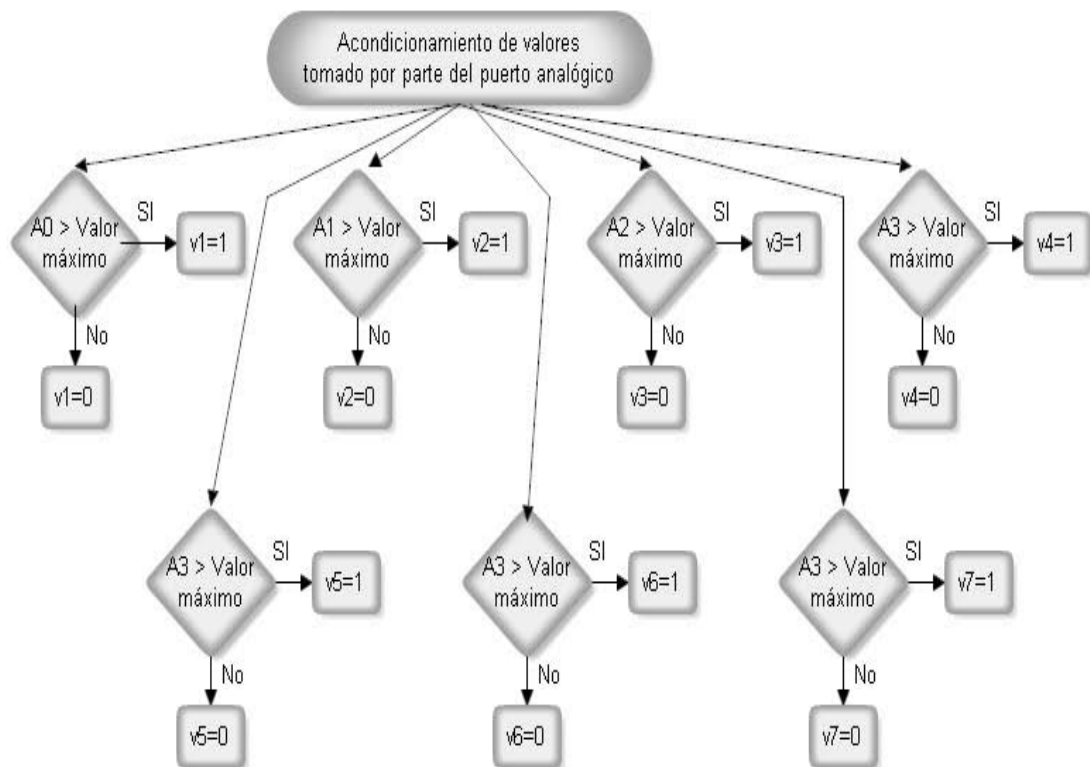 Acondicionamiento de valores
tomado por parte del puerto analógico
A0 > Valor
máximo
SI
v1=1
No
v1=0
A1 > Valor
máximo
SI
v2=1
No
v2=0
A2 > Valor
máximo
SI
v3=1
No
v3=0
A3 > Valor
máximo
SI
v4=1
No
v4=0
A3 > Valor
máximo
SI
v5=1
No
v5=0
A3 > Valor
máximo
SI
v6=1
No
v6=0
A3 > Valor
máximo
SI
v7=1
No
v7=0